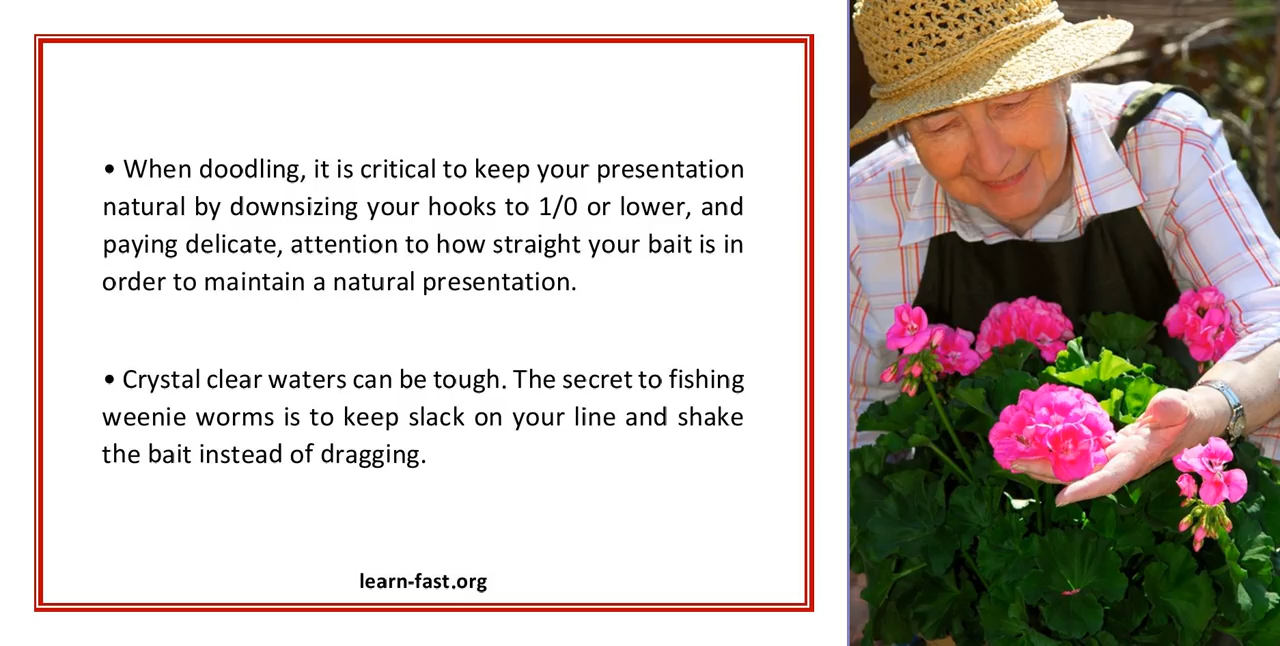 • When doodling, it is critical to keep your presentation
natural by downsizing your hooks to 1/0 or lower, and
paying delicate, attention to how straight your bait is in
order to maintain a natural presentation.
• Crystal clear waters can be tough. The secret to fishing
weenie worms is to keep slack on your line and shake
the bait instead of dragging.
learn-fast.org